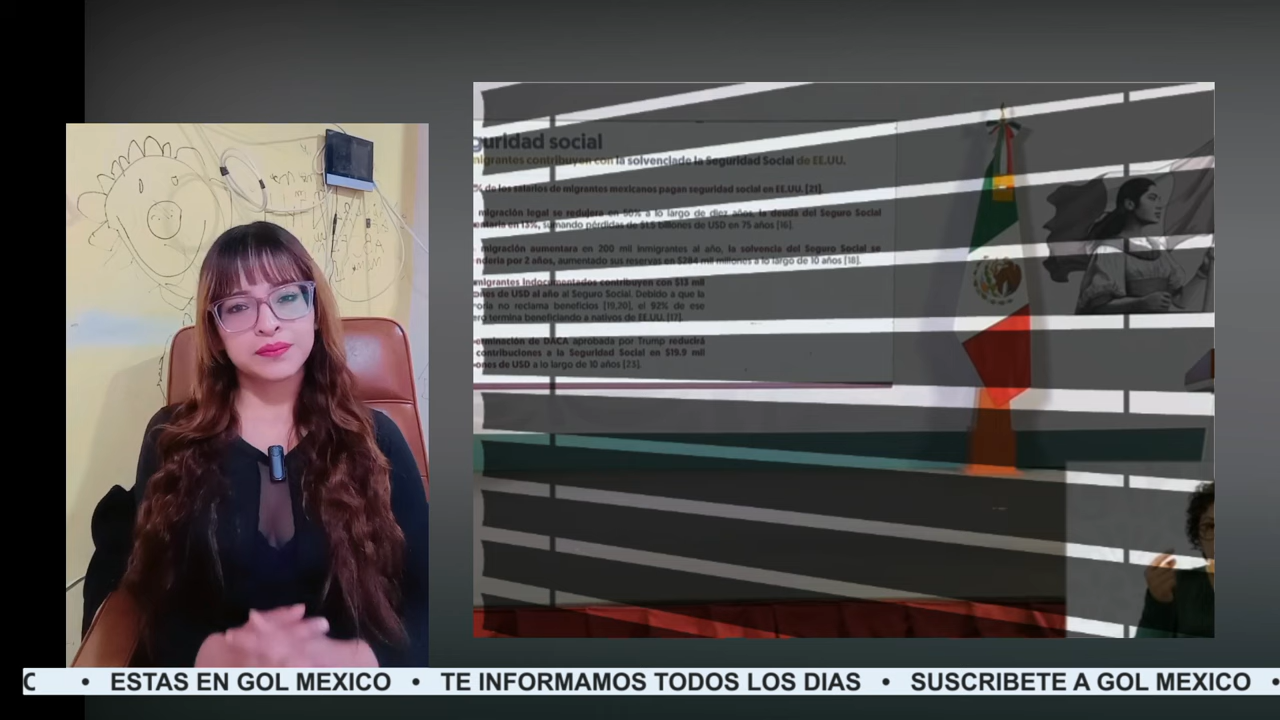 guridad social
migrantes contribuyen con la solvenciade la Seguridad Social de EE.UU.
% de los salarios de migrantes mexicanos pagan seguridad social en EE.UU. [21].
migración legal se redujera en 50% a lo largo de diez años, la deuda del Seguro Social
entaría en 13%, sumando pérdidas de $1.5 billones de USD en 75 años [16].
migración aumentara en 200 mil inmigrantes al año, la solvencia del Seguro Social se
ndería por 2 años, aumentado sus reservas en $284 mil millones a lo largo de 10 años [18].
migrantes indocumentados contribuyen con $13 mil
ones de USD al año al Seguro Social. Debido a que la
oría no reclama beneficios [19,20], el 92% de ese
ero termina beneficiando a nativos de EE.UU. [17]
erminación de DACA aprobada por Trump reducirá
contribuciones a la Seguridad Social en $19.9 mil
ones de USD a lo largo de 10 años [23].
C • ESTAS EN GOL MEXICO • TE INFORMAMOS TODOS LOS DIAS • SUSCRIBETE A GOL MEXICO •